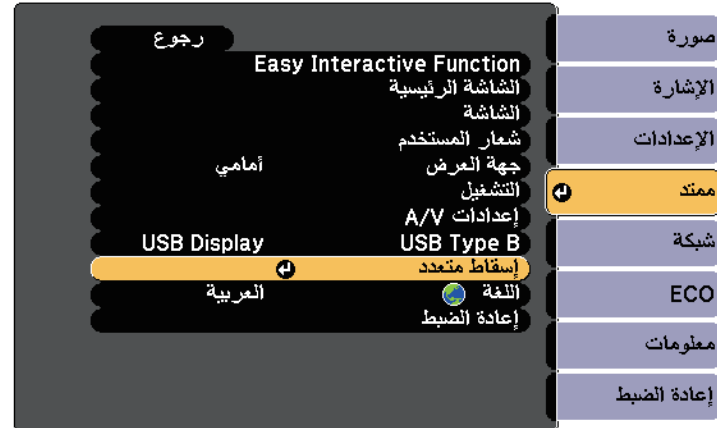 صورة
الإشارة
الإعدادات
ممتد
شبكة
ECO
معلومات
إعادة الضبط
رجوع
Easy Interactive Function
الشاشة الرئيسية
الشاشة
شعار المستخدم
جهة العرض أمامي
التشغيل
إعدادات A/V
USB Type B USB Display
إسقاط متعدد
اللغة العربية
إعادة الضبط